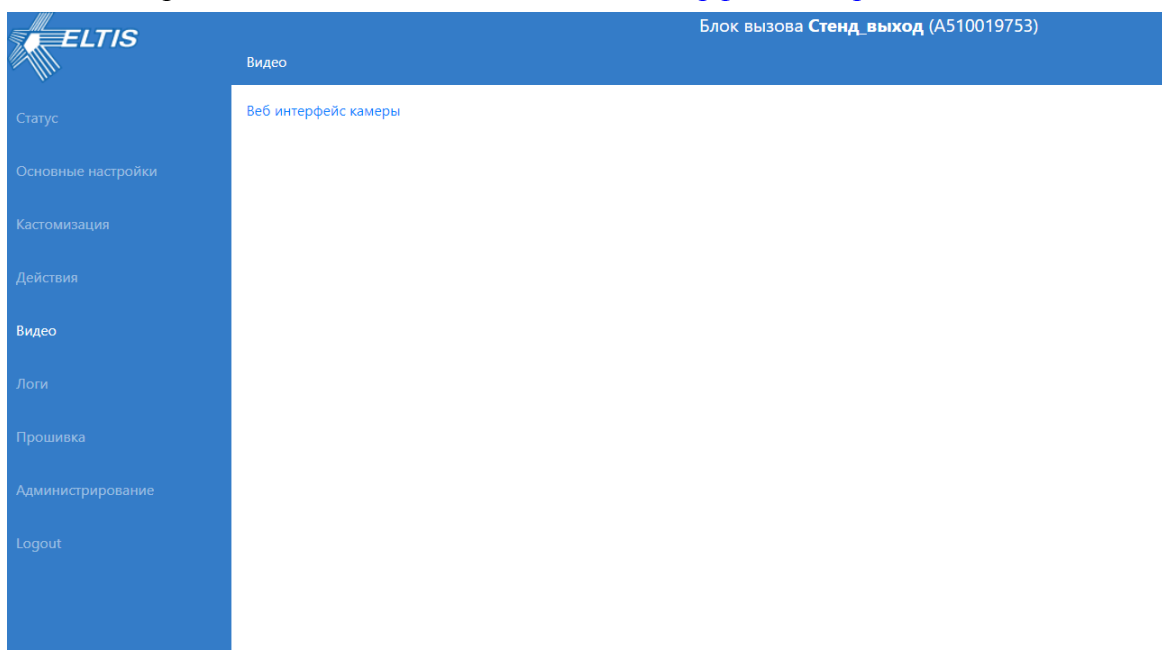 ELTIS
Блок вызова Стенд_выход (A510019753)
Видео
Веб интерфейс камеры
Статус
Основные настройки
Кастомизация
Действия
Видео
Логи
Прошивка
Администрирование
Logout